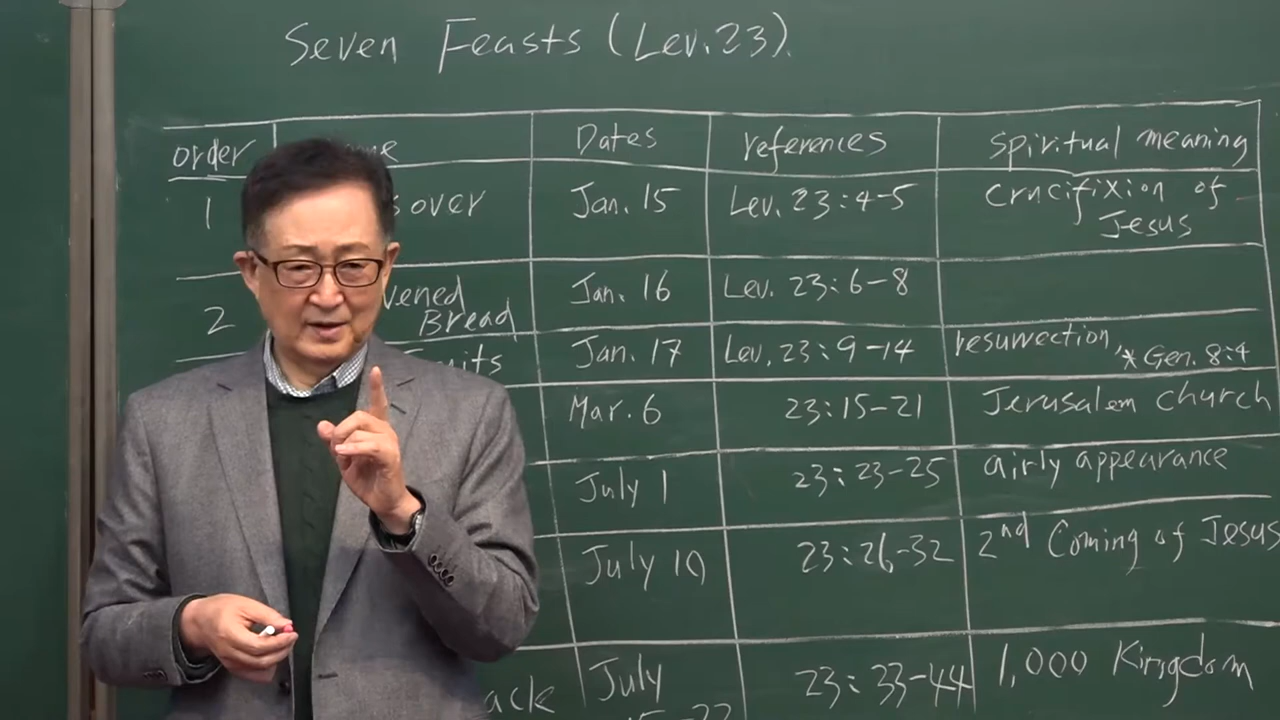 Seven Feasts (Lev.23).
order Dates references spiritual meaning
1 over Jan. 15 Lev. 23:4-5 crucifixion of
Jesus
2 vened Jan. 16 Lev. 23:6-8
Bread
Jan. 17 Lev. 23:9-14 resurrection, *Gen. 8:4
Mar. 6 23:15-21 Jerusalem church
July 1 23:23-25 airly appearance
July 10 23:26-32 2nd Coming of Jesus
ack July 23:33-44 1,000 Kingdom